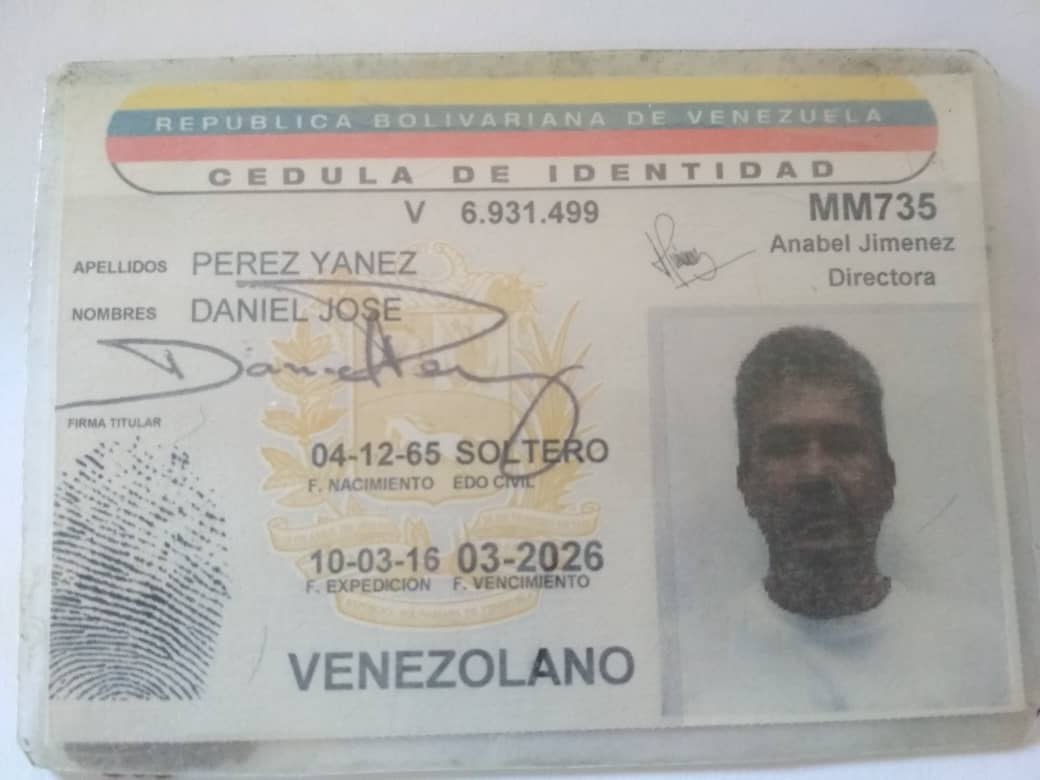 REPUBLICA BOLIVARIANA DE VENEZUELA
CEDULA DE IDENTIDAD
V 6.931.499
MM735
Anabel Jimenez
Directora
APELLIDOS PEREZ YANEZ
NOMBRES DANIEL JOSE
FIRMA TITULAR
04-12-65 SOLTERO
F. NACIMIENTO EDO CIVIL
10-03-16 03-2026
F. EXPEDICION F. VENCIMIENTO
VENEZOLANO